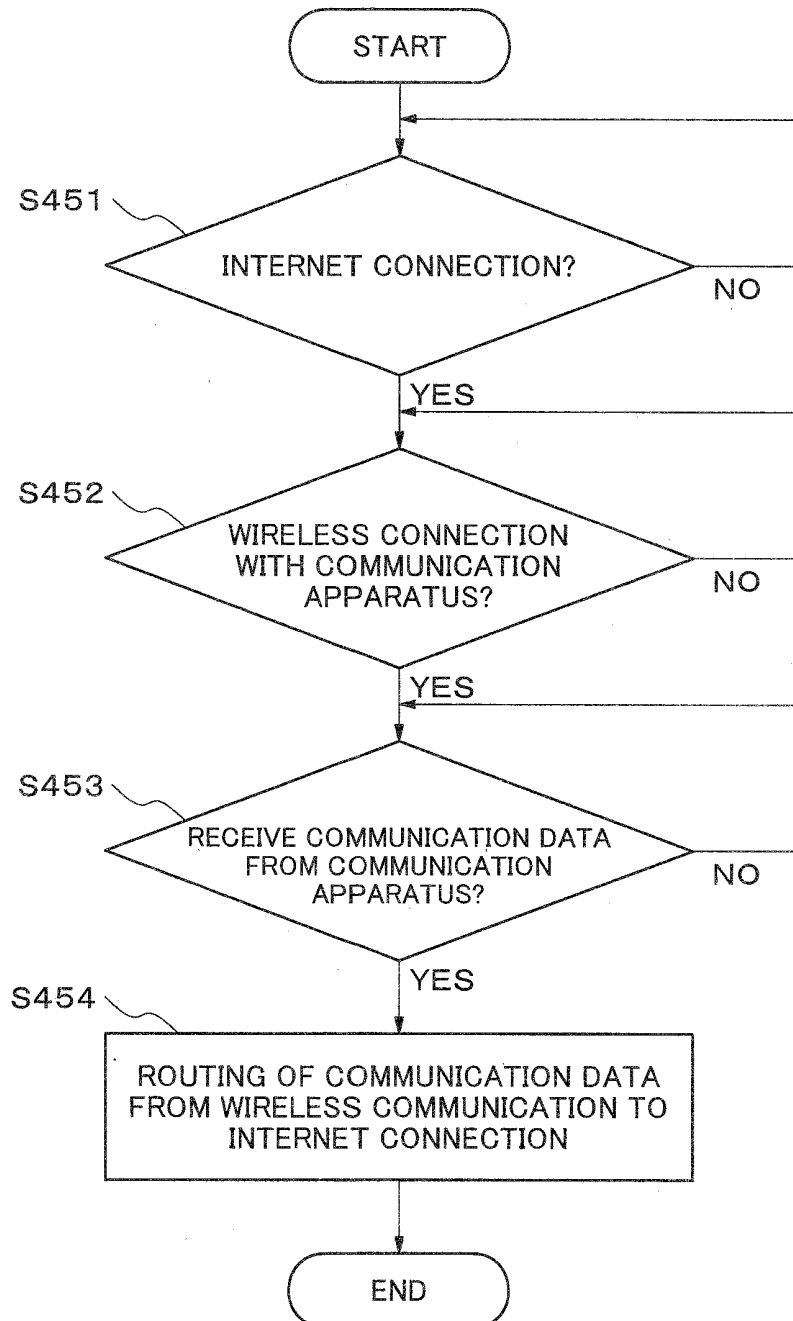 START
S451
INTERNET CONNECTION?
NO
YES
S452
WIRELESS CONNECTION
WITH COMMUNICATION
APPARATUS?
NO
YES
S453
RECEIVE COMMUNICATION DATA
FROM COMMUNICATION
APPARATUS?
NO
YES
S454
ROUTING OF COMMUNICATION DATA
FROM WIRELESS COMMUNICATION TO
INTERNET CONNECTION
END